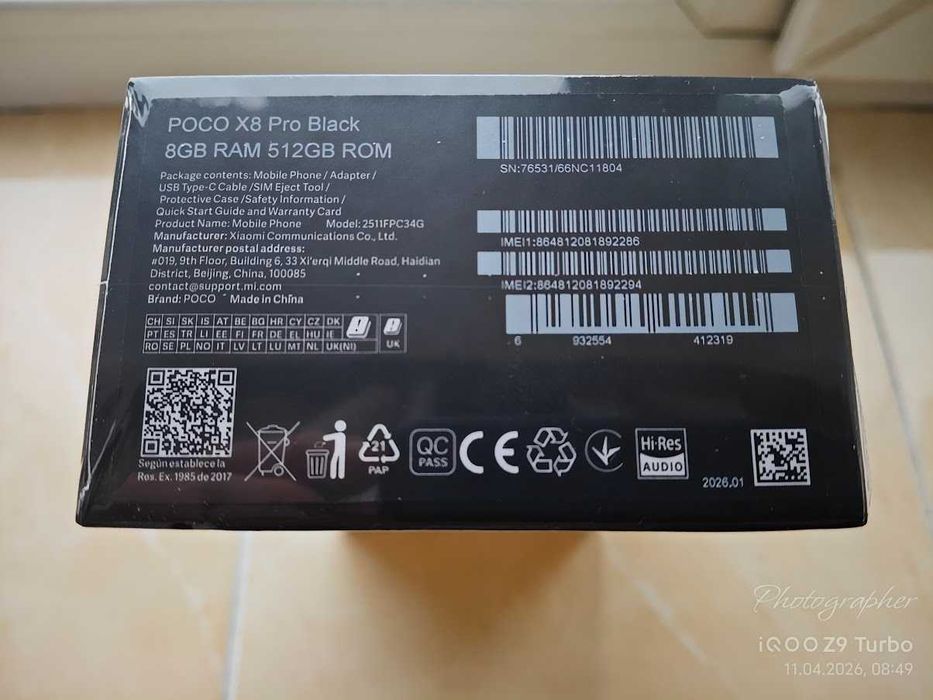 POCO X8 Pro Black
8GB RAM 512GB ROM
Package contents: Mobile Phone / Adapter /
USB Type-C Cable /SIM Eject Tool /
Protective Case /Safety Information /
Quick Start Guide and Warranty Card
Product Name: Mobile Phone Model: 2511FPC34G
Manufacturer: Xiaomi Communications Co., Ltd.
Manufacturer postal address:
#019, 9th Floor, Building 6, 33 Xi'erqi Middle Road, Haidian
District, Beijing, China, 100085
contact@support.mi.com
Brand: POCO Made in China
CH SI SK IS AT BE BG HR CY CZ DK
PT ES TR LI EE FI FR DE EL HU IE
RO SE PL NO IT LV LT LU MT NL UK(NI)
UK
SN:76531/66NC11804
IMEI1:864812081892286
IMEI2:864812081892294
6 932554 412319
Según establece la
Res. Ex. 1985 de 2017
21
PAP
QC
PASS
CE
Hi-Res
AUDIO
2026.01
Photographer
iQOO Z9 Turbo
11.04.2026, 08:49